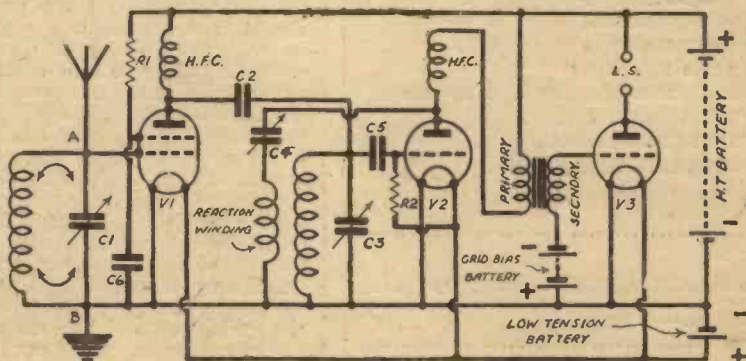 R1
H.F.C.
C2
H.F.C.
L.S.
+
H.T BATTERY
-
A
C4
C5
V1
V2
V3
PRIMARY
SECNDRY.
REACTION
WINDING
R2
C1
C6
C3
-
GRID BIAS
BATTERY
+
B
LOW TENSION
BATTERY
-
+